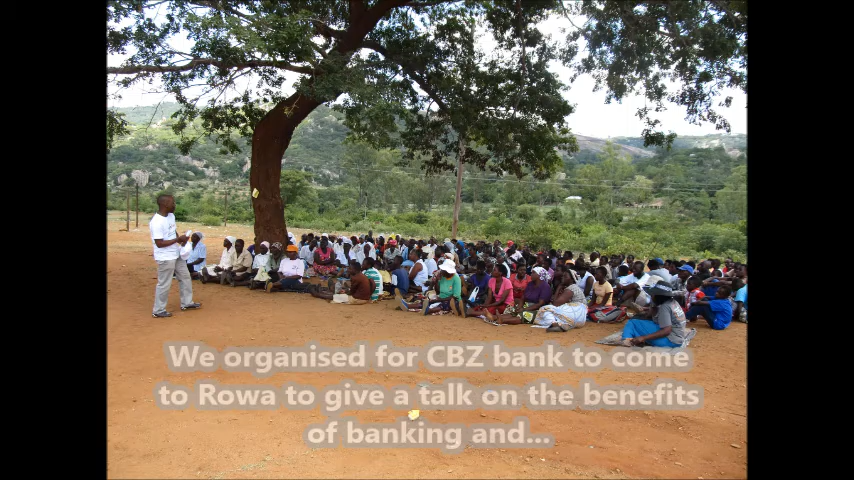 We organised for CBZ bank to come
to Rowa to give a talk on the benefits
of banking and...